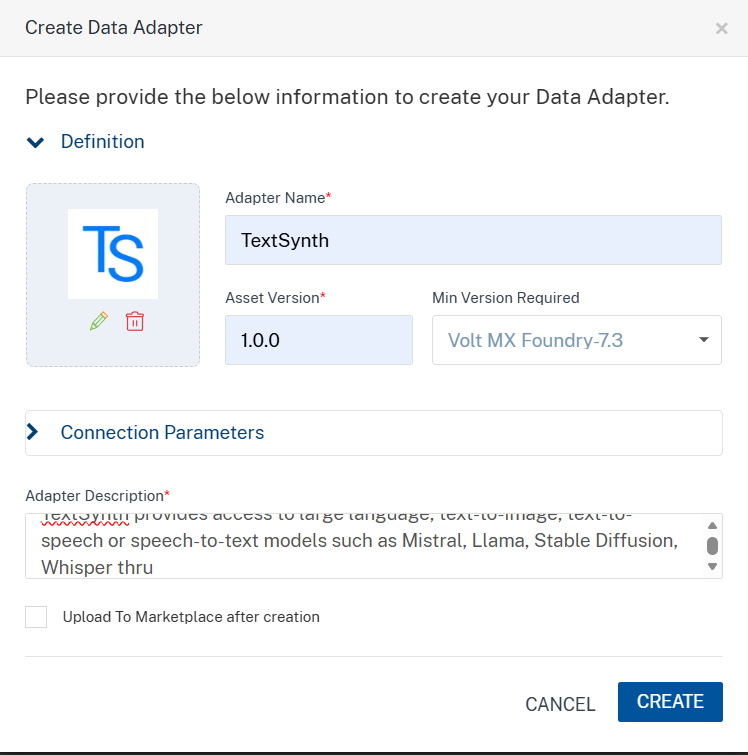 Create Data Adapter
×
Please provide the below information to create your Data Adapter.
Definition
TS
Adapter Name*
TextSynth
Asset Version*
Min Version Required
1.0.0
Volt MX Foundry-7.3
Connection Parameters
Adapter Description*
TextSynth provides access to large language, text-to-image, text-to-
speech or speech-to-text models such as Mistral, Llama, Stable Diffusion,
Whisper thru
Upload To Marketplace after creation
CANCEL
CREATE